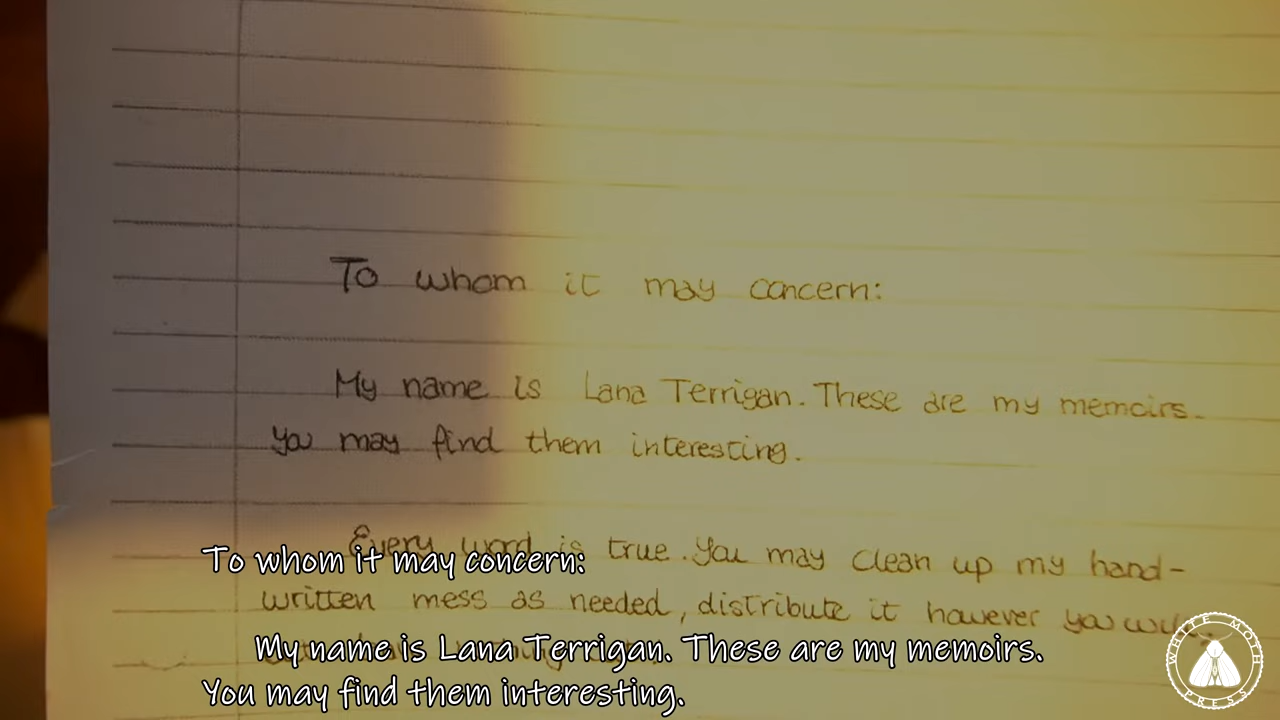 To whom it may concern:
My name is Lana Terrigan. These are my memoirs.
You may find them interesting.
Every word is true. You may clean up my hand-
written mess as needed, distribute it however you
To whom it may concern:
My name is Lana Terrigan. These are my memoirs.
You may find them interesting.
WHITE MOTH
PRESS